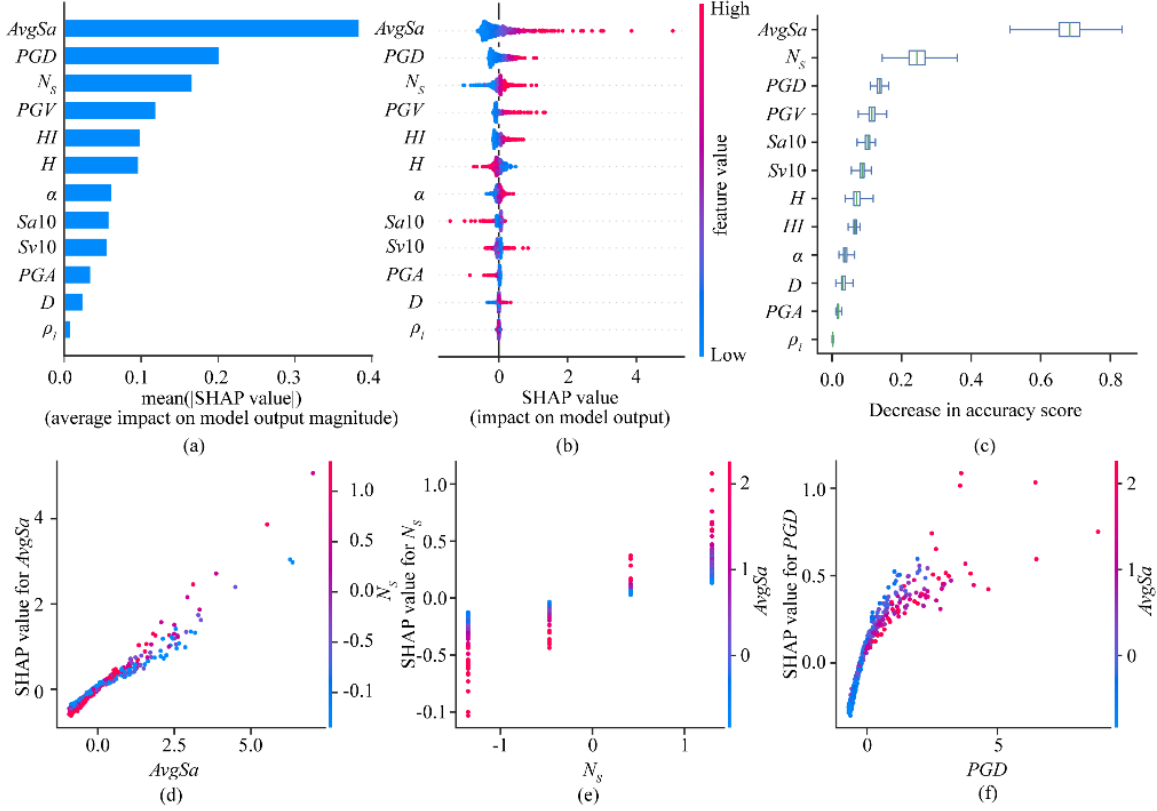 AvgSa
PGD
N_s
PGV
HI
H
α
Sa10
Sv10
PGA
D
ρ_l
0.0 0.1 0.2 0.3 0.4
mean(|SHAP value|)
(average impact on model output magnitude)
(a)
AvgSa
PGD
N_s
PGV
HI
H
α
Sa10
Sv10
PGA
D
ρ_l
0 2 4
SHAP value
(impact on model output)
(b)
High
feature value
Low
AvgSa
N_s
PGD
PGV
Sa10
Sv10
H
HI
α
D
PGA
ρ_l
0.0 0.2 0.4 0.6 0.8
Decrease in accuracy score
(c)
SHAP value for AvgSa
4
2
0
0.0 2.5 5.0
AvgSa
(d)
1.0
0.5
0.0
-0.5
-0.1
N_s
SHAP value for N_s
1.0
0.5
0.0
-0.5
-0.1
-1 0 1
N_s
(e)
2
1
0
AvgSa
SHAP value for PGD
1.0
0.5
0.0
0 5
PGD
(f)
2
1
0
AvgSa